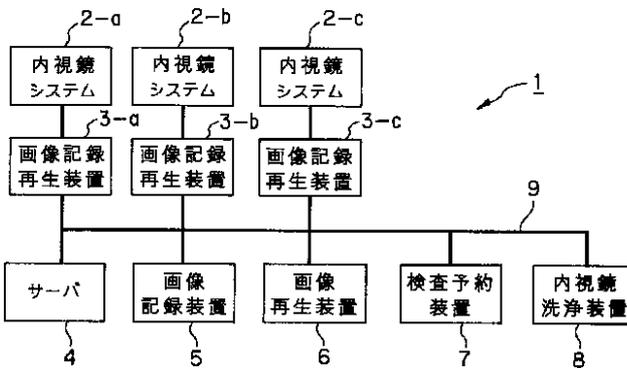 2-a 2-b 2-c
内視鏡 内視鏡 内視鏡
システム システム システム
1
3-a 3-b 3-c
画像記録 画像記録 画像記録
再生装置 再生装置 再生装置
9
サーバ 画像 画像 検査予約 内視鏡
記録装置 再生装置 装置 洗浄装置
4 5 6 7 8